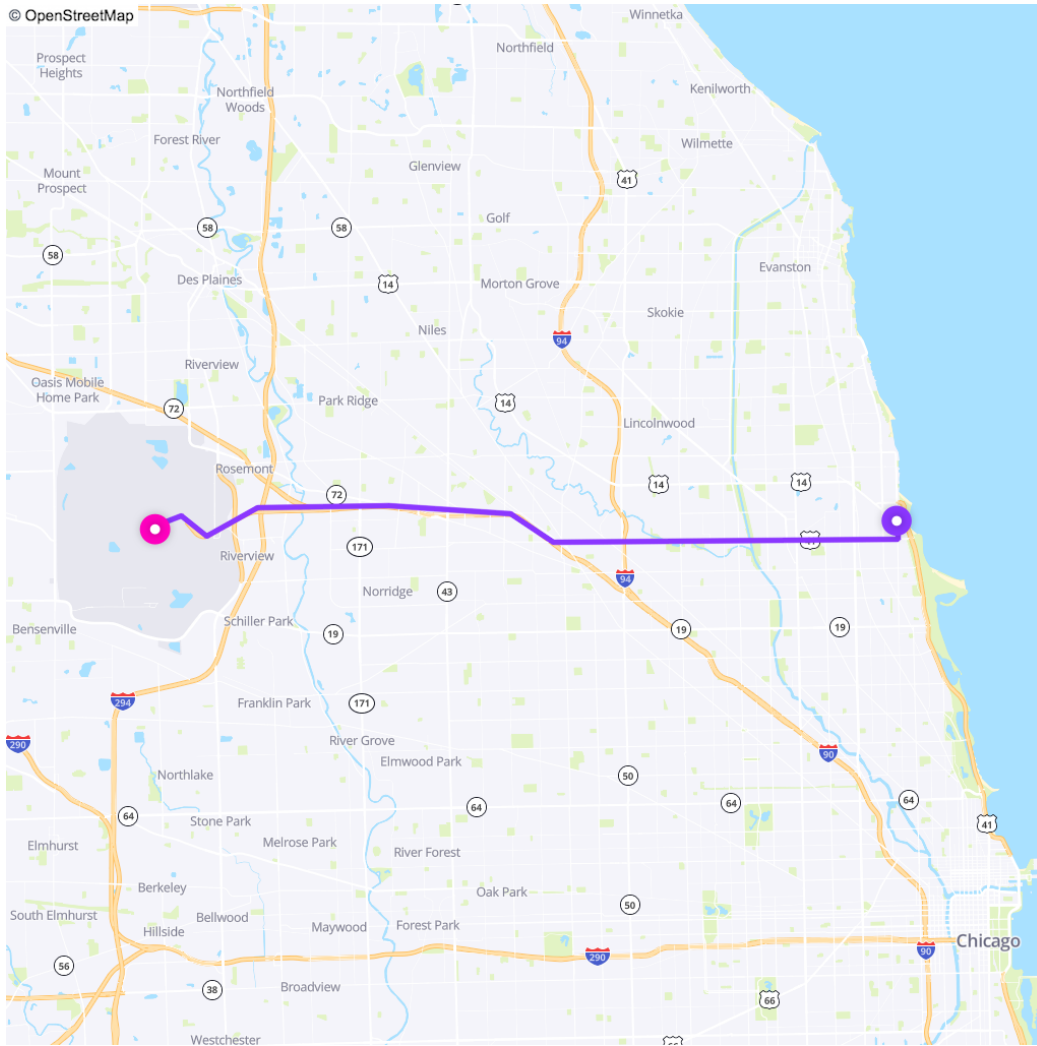 © OpenStreetMap
Winnetka
Prospect
Heights
Northfield
Northfield
Woods
Kenilworth
Forest River
Wilmette
Glenview
Mount
Prospect
41
58
58
Golf
58
Evanston
Des Plaines
14
Morton Grove
Skokie
Niles
94
Riverview
Oasis Mobile
Home Park
72
Park Ridge
14
Lincolnwood
Rosemont
72
14
14
171
Riverview
94
Norridge
43
Schiller Park
Bensenville
19
19
19
294
Franklin Park
171
290
River Grove
90
Elmwood Park
Northlake
50
64
64
64
64
Stone Park
41
Elmhurst
Melrose Park
River Forest
Berkeley
Oak Park
South Elmhurst
Bellwood
50
Hillside
Maywood
Forest Park
Chicago
90
290
56
38
Broadview
66
Westchester